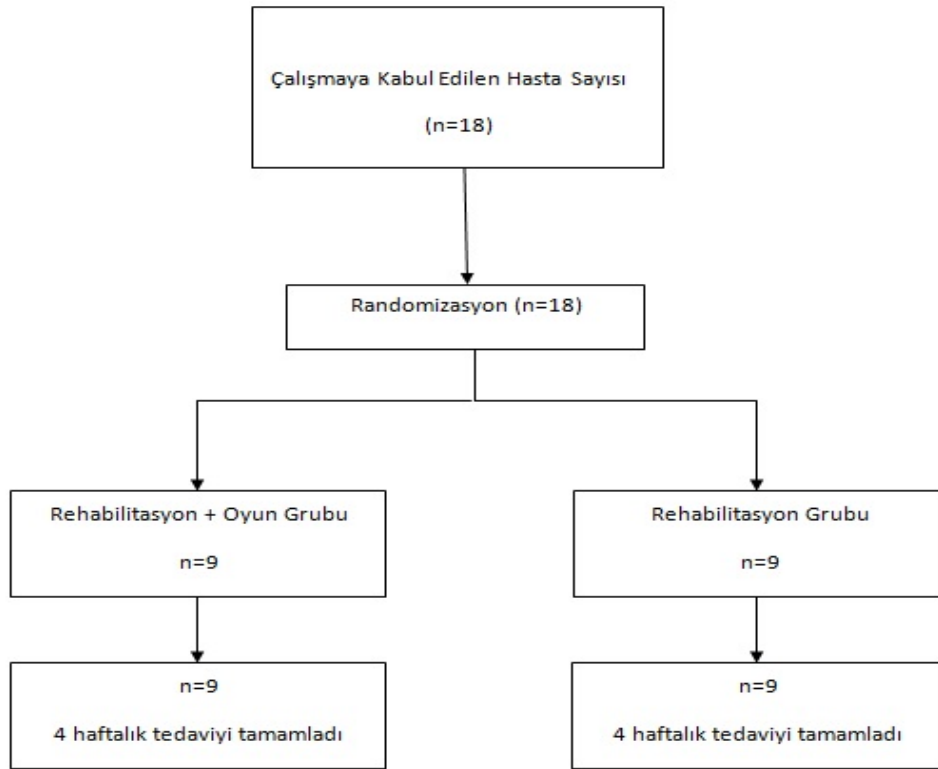 Çalışmaya Kabul Edilen Hasta Sayısı
(n=18)
Randomizasyon (n=18)
Rehabilitasyon + Oyun Grubu
n=9
Rehabilitasyon Grubu
n=9
n=9
4 haftalık tedaviyi tamamladı
n=9
4 haftalık tedaviyi tamamladı